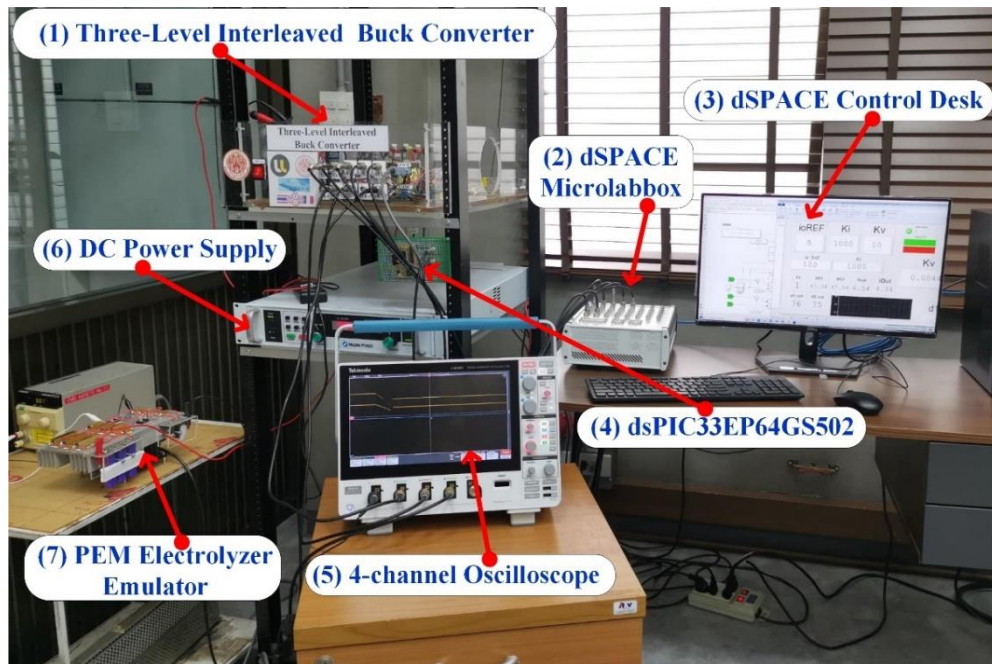 (1) Three-Level Interleaved Buck Converter
(3) dSPACE Control Desk
Three-Level Interleaved
Buck Converter
(2) dSPACE
Microlabbox
ioREF Ki Kv
1000 10
Kv
(6) DC Power Supply
MAGNA-POWER
Tektronix
(4) dsPIC33EP64GS502
(7) PEM Electrolyzer
Emulator
(5) 4-channel Oscilloscope